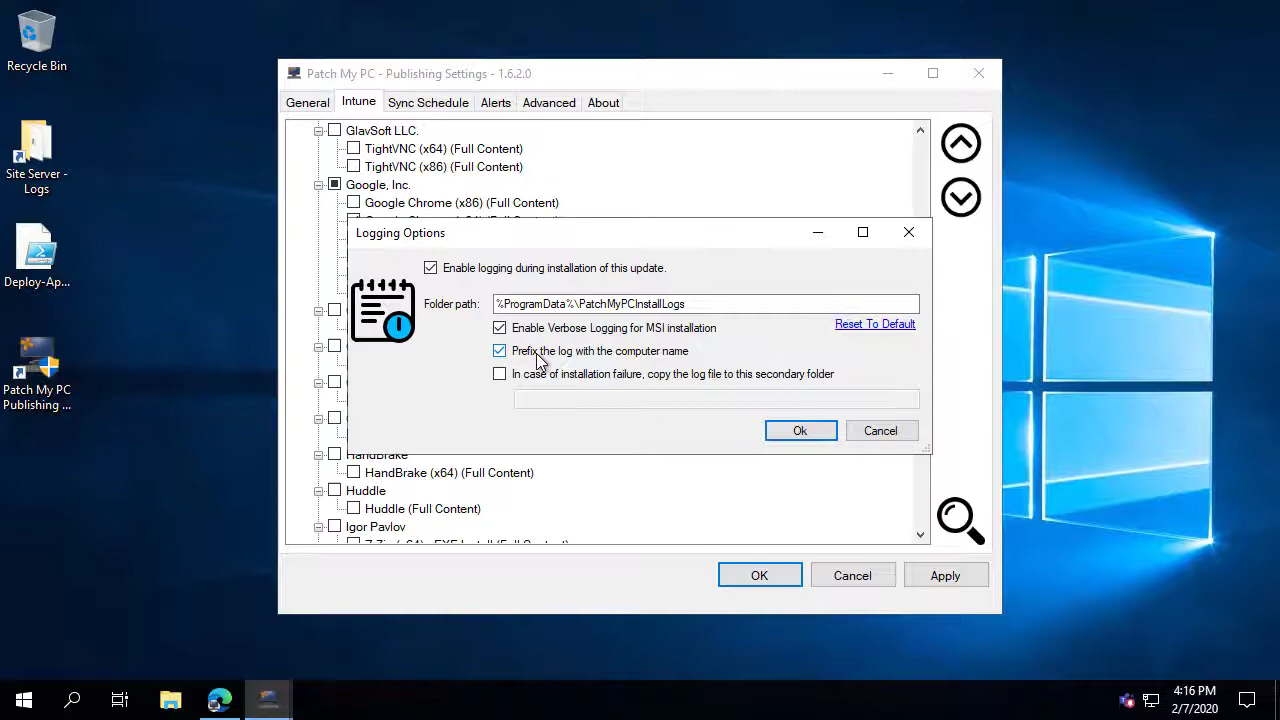 Recycle Bin
Site Server -
Logs
Deploy-Ap...
Patch My PC
Publishing ...
Patch My PC - Publishing Settings - 1.6.2.0
General Intune Sync Schedule Alerts Advanced About
GlavSoft LLC.
TightVNC (x64) (Full Content)
TightVNC (x86) (Full Content)
Google, Inc.
Google Chrome (x86) (Full Content)
Logging Options
Enable logging during installation of this update.
Folder path: %ProgramData%\PatchMyPCInstallLogs
Enable Verbose Logging for MSI installation
Reset To Default
Prefix the log with the computer name
In case of installation failure, copy the log file to this secondary folder
Ok Cancel
HandBrake
HandBrake (x64) (Full Content)
Huddle
Huddle (Full Content)
Igor Pavlov
OK Cancel Apply
4:16 PM
2/7/2020